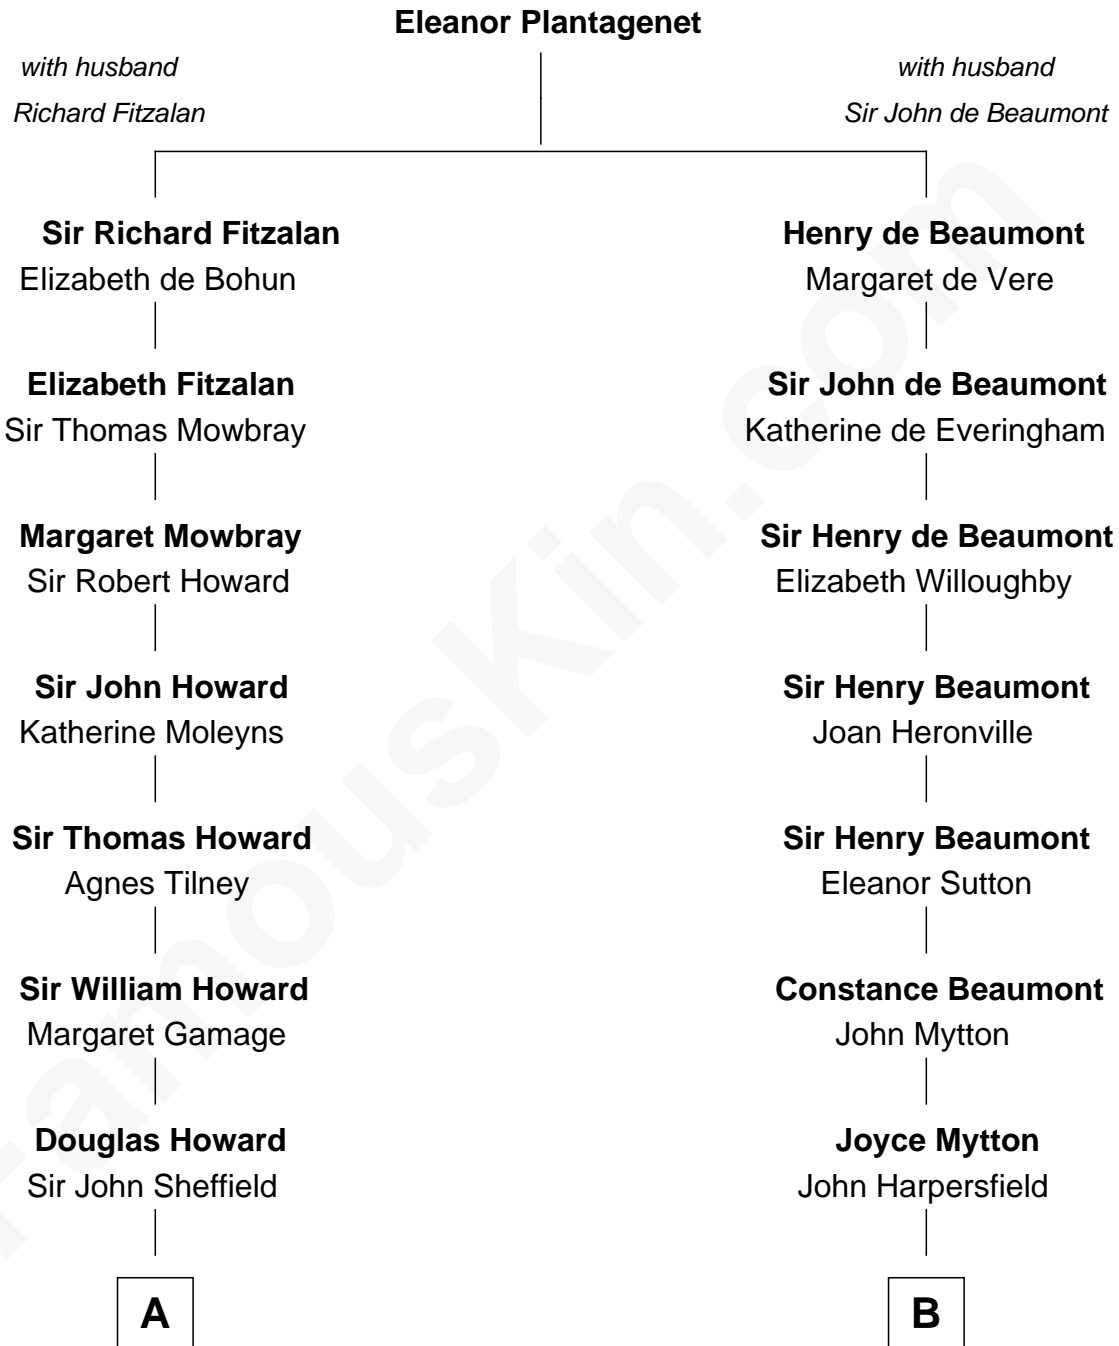 Eleanor Plantagenet
with husband
Richard Fitzalan
with husband
Sir John de Beaumont
Sir Richard Fitzalan
Elizabeth de Bohun
Henry de Beaumont
Margaret de Vere
Elizabeth Fitzalan
Sir Thomas Mowbray
Sir John de Beaumont
Katherine de Everingham
Margaret Mowbray
Sir Robert Howard
Sir Henry de Beaumont
Elizabeth Willoughby
Sir John Howard
Katherine Moleyns
Sir Henry Beaumont
Joan Heronville
Sir Thomas Howard
Agnes Tilney
Sir Henry Beaumont
Eleanor Sutton
Sir William Howard
Margaret Gamage
Constance Beaumont
John Mytton
Douglas Howard
Sir John Sheffield
Joyce Mytton
John Harpersfield
A
B
FamousKin.com